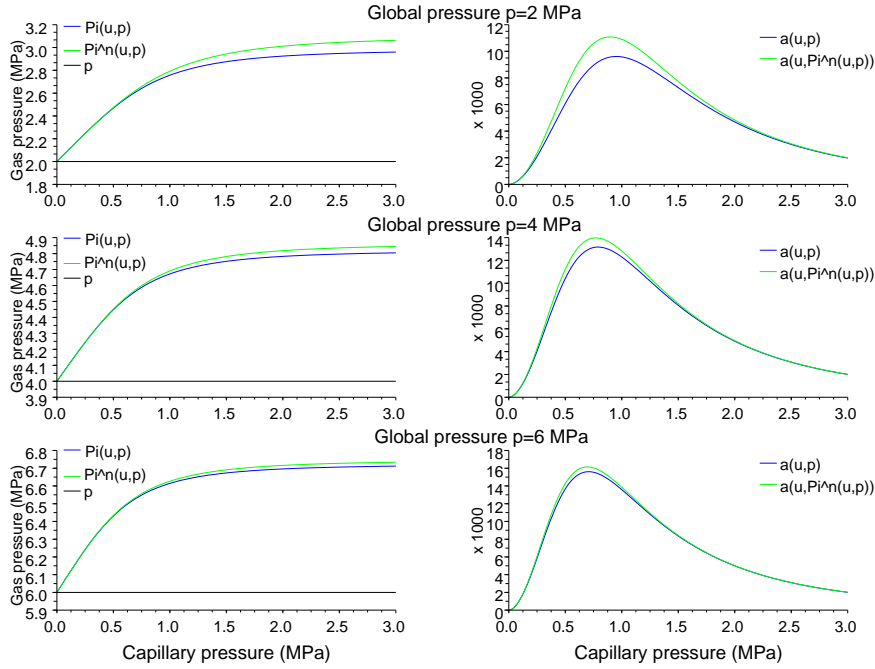 Global pressure p=2 MPa
Pi(u,p)
Pi^n(u,p)
p
Gas pressure (MPa)
3.2
3.0
2.8
2.6
2.4
2.2
2.0
1.8
0.0 0.5 1.0 1.5 2.0 2.5 3.0
a(u,p)
a(u,Pi^n(u,p))
x 1000
12
10
8
6
4
2
0
0.0 0.5 1.0 1.5 2.0 2.5 3.0
Global pressure p=4 MPa
Pi(u,p)
Pi^n(u,p)
p
Gas pressure (MPa)
4.9
4.8
4.7
4.6
4.5
4.4
4.3
4.2
4.1
4.0
3.9
0.0 0.5 1.0 1.5 2.0 2.5 3.0
a(u,p)
a(u,Pi^n(u,p))
x 1000
14
12
10
8
6
4
2
0
0.0 0.5 1.0 1.5 2.0 2.5 3.0
Global pressure p=6 MPa
Pi(u,p)
Pi^n(u,p)
p
Gas pressure (MPa)
6.8
6.7
6.6
6.5
6.4
6.3
6.2
6.1
6.0
5.9
0.0 0.5 1.0 1.5 2.0 2.5 3.0
Capillary pressure (MPa)
a(u,p)
a(u,Pi^n(u,p))
x 1000
18
16
14
12
10
8
6
4
2
0
0.0 0.5 1.0 1.5 2.0 2.5 3.0
Capillary pressure (MPa)